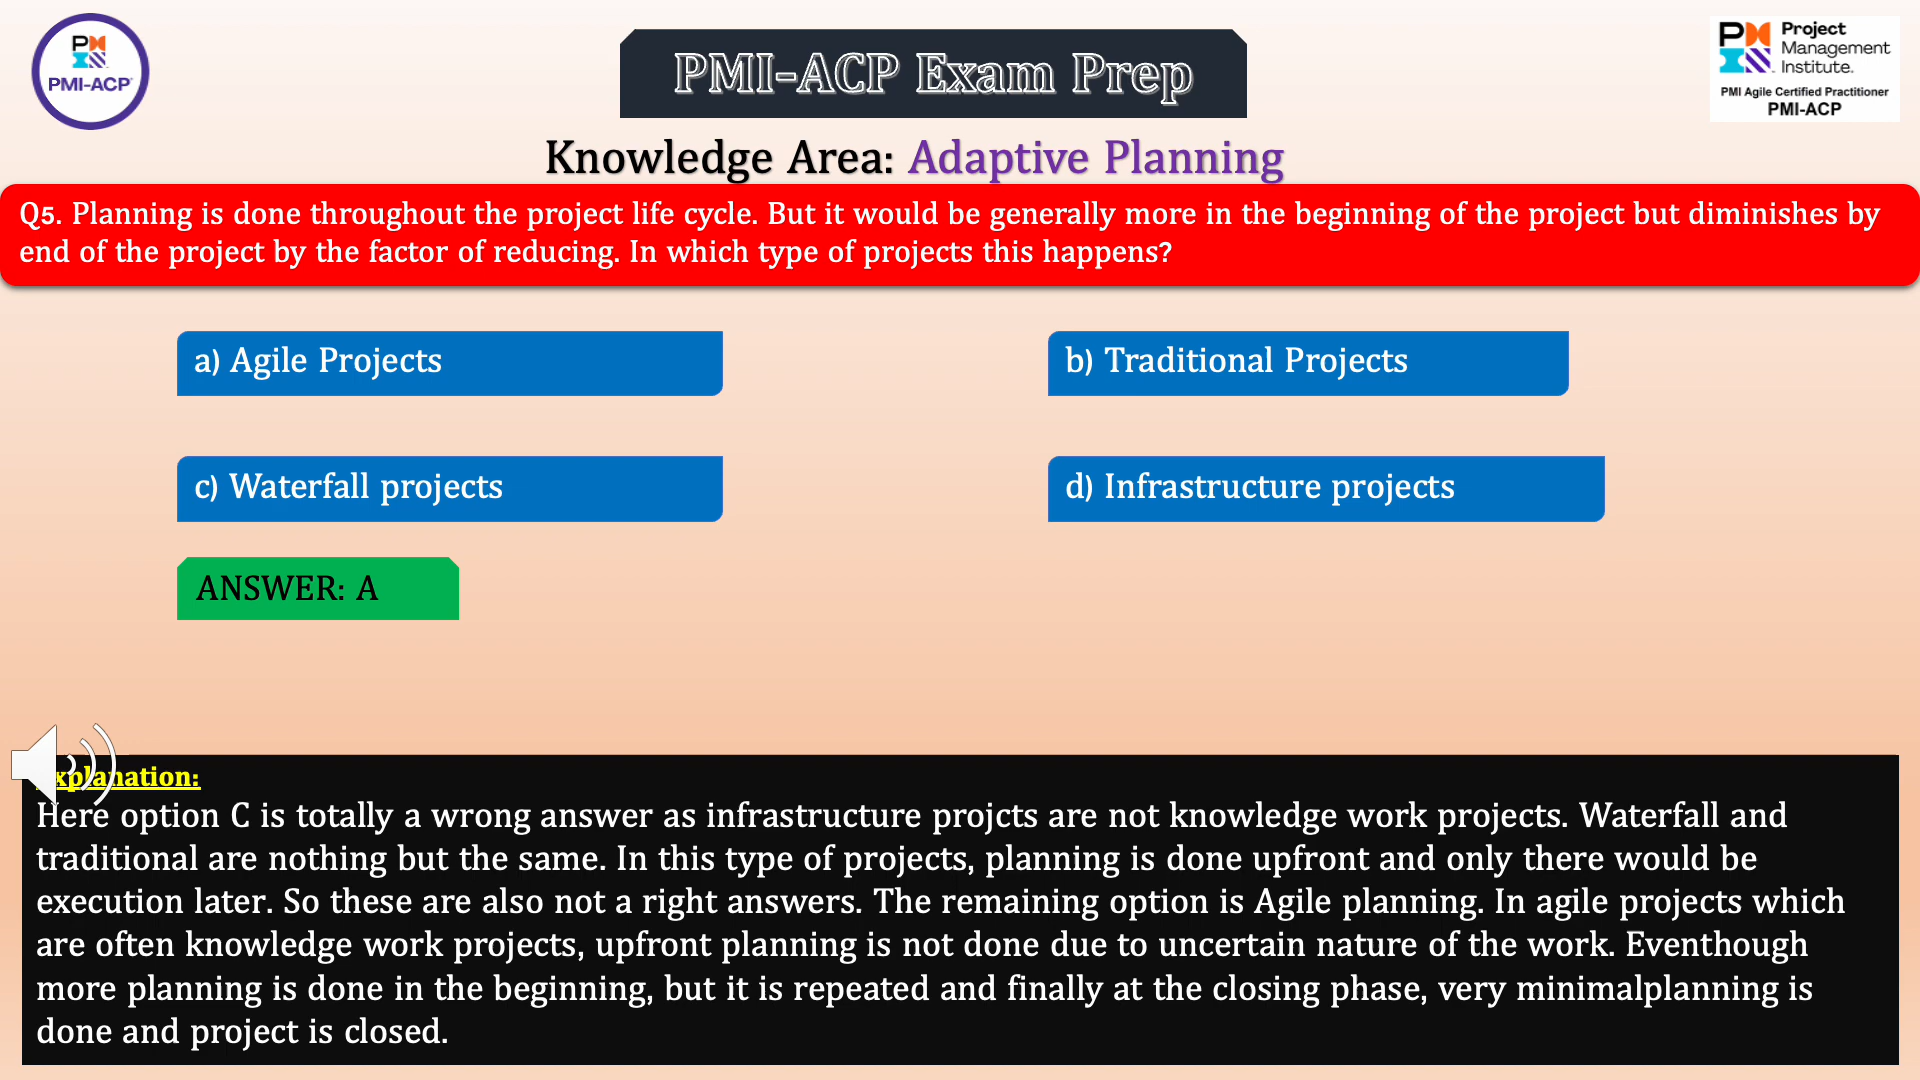 PMI-ACP
PMI-ACP Exam Prep
Project
Management
Institute.
PMI Agile Certified Practitioner
PMI-ACP
Knowledge Area: Adaptive Planning
Q5. Planning is done throughout the project life cycle. But it would be generally more in the beginning of the project but diminishes by
end of the project by the factor of reducing. In which type of projects this happens?
a) Agile Projects
b) Traditional Projects
c) Waterfall projects
d) Infrastructure projects
ANSWER: A
Explanation:
Here option C is totally a wrong answer as infrastructure projcts are not knowledge work projects. Waterfall and
traditional are nothing but the same. In this type of projects, planning is done upfront and only there would be
execution later. So these are also not a right answers. The remaining option is Agile planning. In agile projects which
are often knowledge work projects, upfront planning is not done due to uncertain nature of the work. Eventhough
more planning is done in the beginning, but it is repeated and finally at the closing phase, very minimalplanning is
done and project is closed.